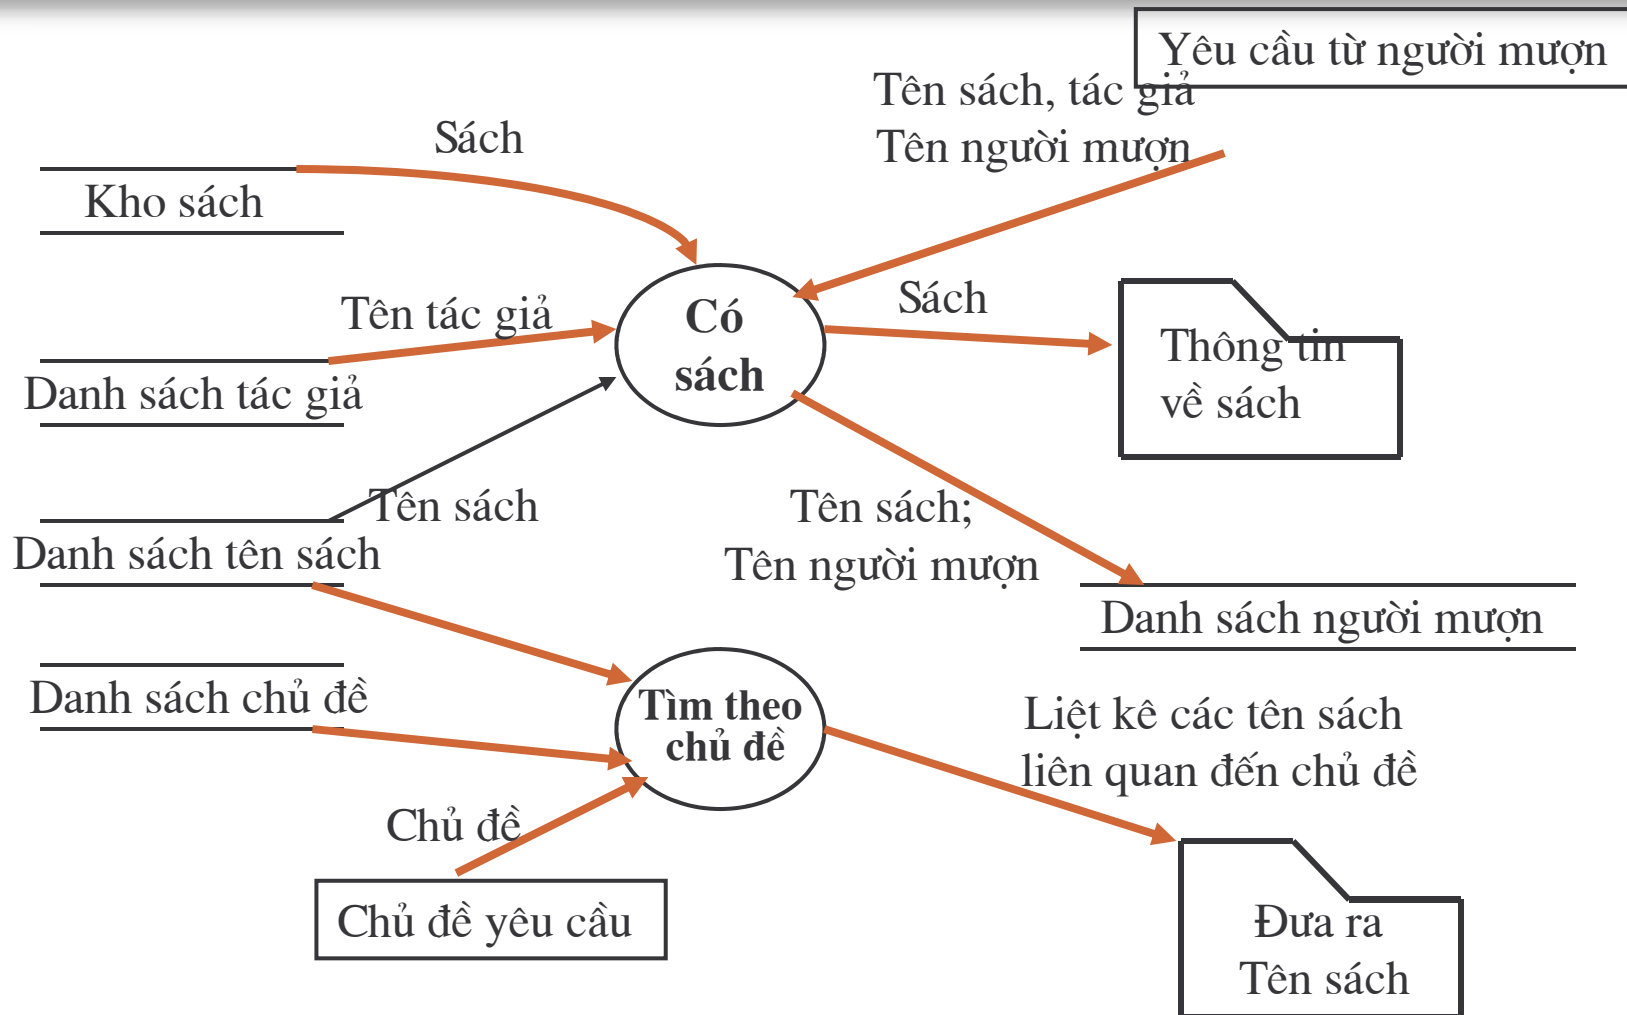 Yêu cầu từ người mượn
Tên sách, tác giả
Tên người mượn
Sách
Kho sách
Tên tác giả
Có
sách
Sách
Thông tin
về sách
Danh sách tác giả
Tên sách
Tên sách;
Tên người mượn
Danh sách tên sách
Danh sách người mượn
Danh sách chủ đề
Tìm theo
chủ đề
Liệt kê các tên sách
liên quan đến chủ đề
Chủ đề
Chủ đề yêu cầu
Đưa ra
Tên sách